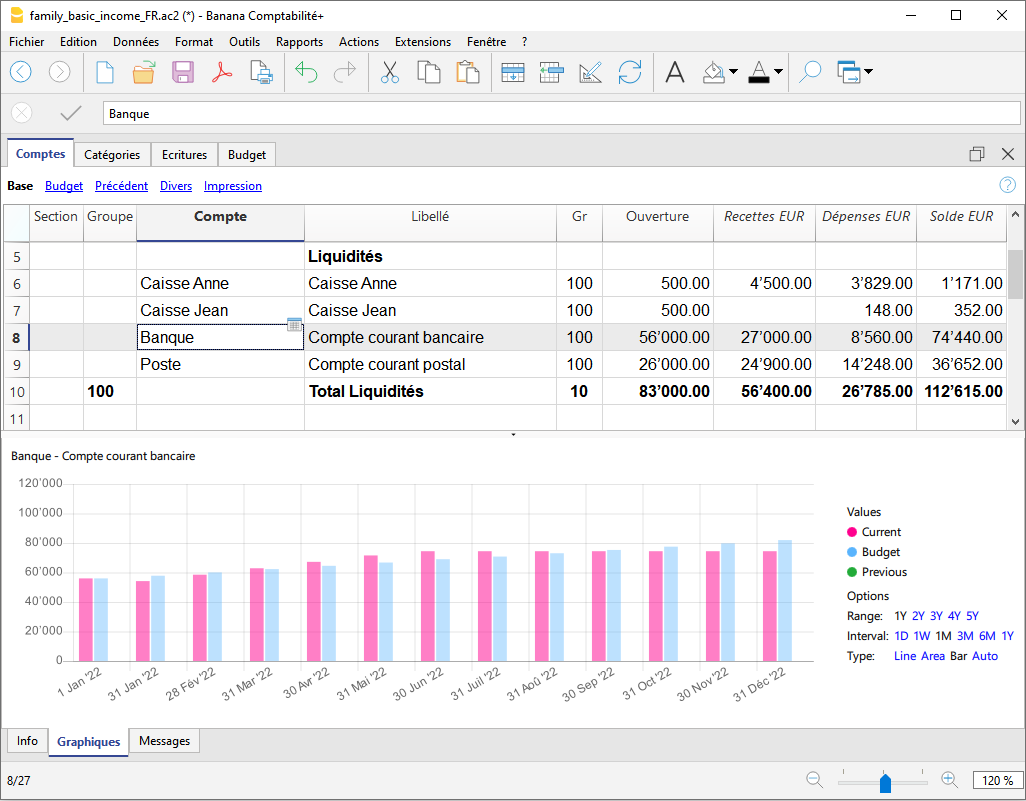 family_basic_income_FR.ac2 (*) - Banana Comptabilité+
Fichier Edition Données Format Outils Rapports Actions Extensions Fenêtre ?
Banque
Comptes Catégories Ecritures Budget
Base Budget Précédent Divers Impression
Section Groupe Compte Libellé Gr Ouverture Recettes EUR Dépenses EUR Solde EUR
5 Liquidités
6 Caisse Anne Caisse Anne 100 500.00 4’500.00 3’829.00 1’171.00
7 Caisse Jean Caisse Jean 100 500.00 148.00 352.00
8 Banque Compte courant bancaire 100 56’000.00 27’000.00 8’560.00 74’440.00
9 Poste Compte courant postal 100 26’000.00 24’900.00 14’248.00 36’652.00
10 100 Total Liquidités 10 83’000.00 56’400.00 26’785.00 112’615.00
11
Banque - Compte courant bancaire
120’000
100’000
80’000
60’000
40’000
20’000
0
1 Jan '22 31 Jan '22 28 Fév '22 31 Mar '22 30 Avr '22 31 Mai '22 30 Jun '22 31 Juil '22 31 Aoû '22 30 Sep '22 31 Oct '22 30 Nov '22 31 Déc '22
Values
Current
Budget
Previous
Options
Range: 1Y 2Y 3Y 4Y 5Y
Interval: 1D 1W 1M 3M 6M 1Y
Type: Line Area Bar Auto
Info Graphiques Messages
8/27 120 %